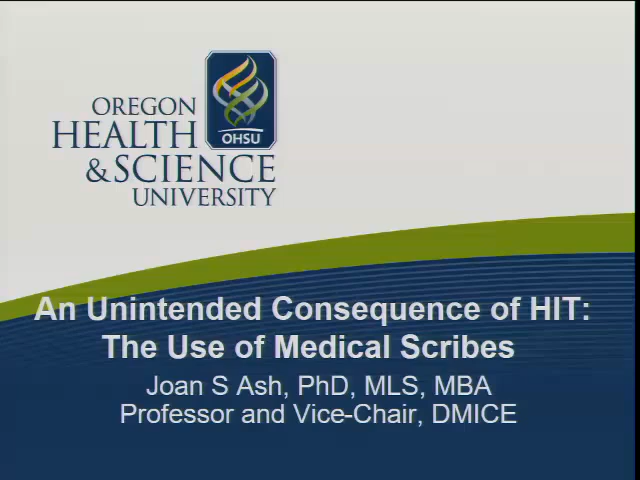 OREGON
HEALTH
&SCIENCE
UNIVERSITY
OHSU
An Unintended Consequence of HIT:
The Use of Medical Scribes
Joan S Ash, PhD, MLS, MBA
Professor and Vice-Chair, DMICE